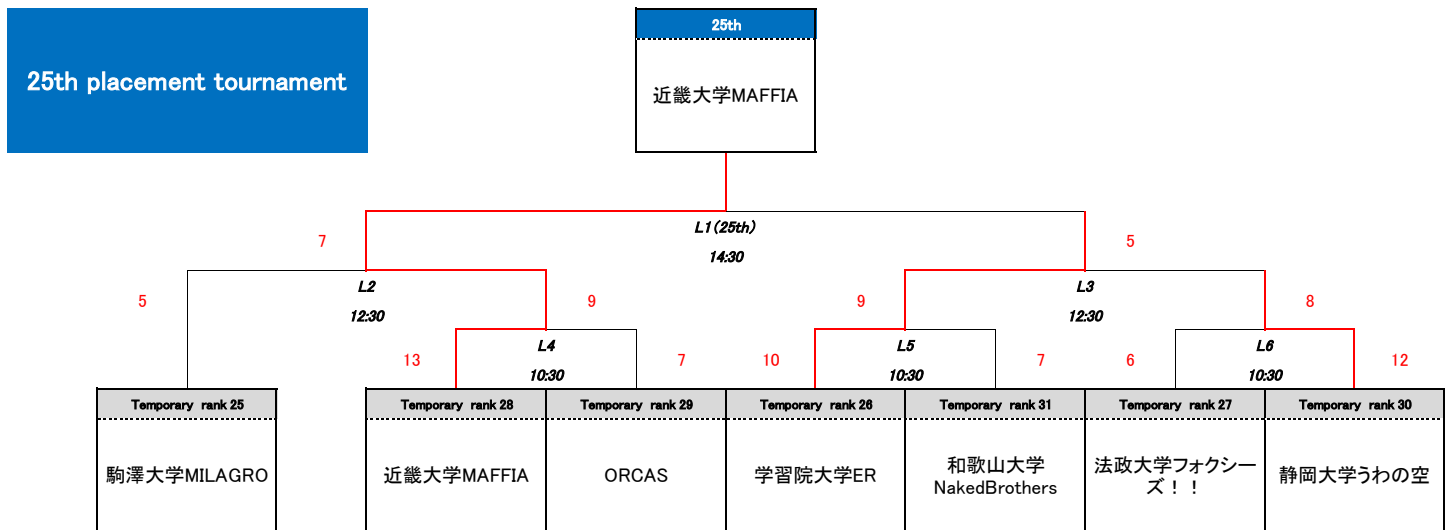 25th
25th placement tournament
近畿大学MAFFIA
L1(25th)
7
5
14:30
L2
L3
5
9
9
8
12:30
12:30
L4
L5
L6
13
7
10
7
6
12
10:30
10:30
10:30
Temporary rank 25
Temporary rank 28
Temporary rank 29
Temporary rank 26
Temporary rank 31
Temporary rank 27
Temporary rank 30
駒澤大学MILAGRO
近畿大学MAFFIA
ORCAS
学習院大学ER
和歌山大学
NakedBrothers
法政大学フォクシー
ズ！！
静岡大学うわの空